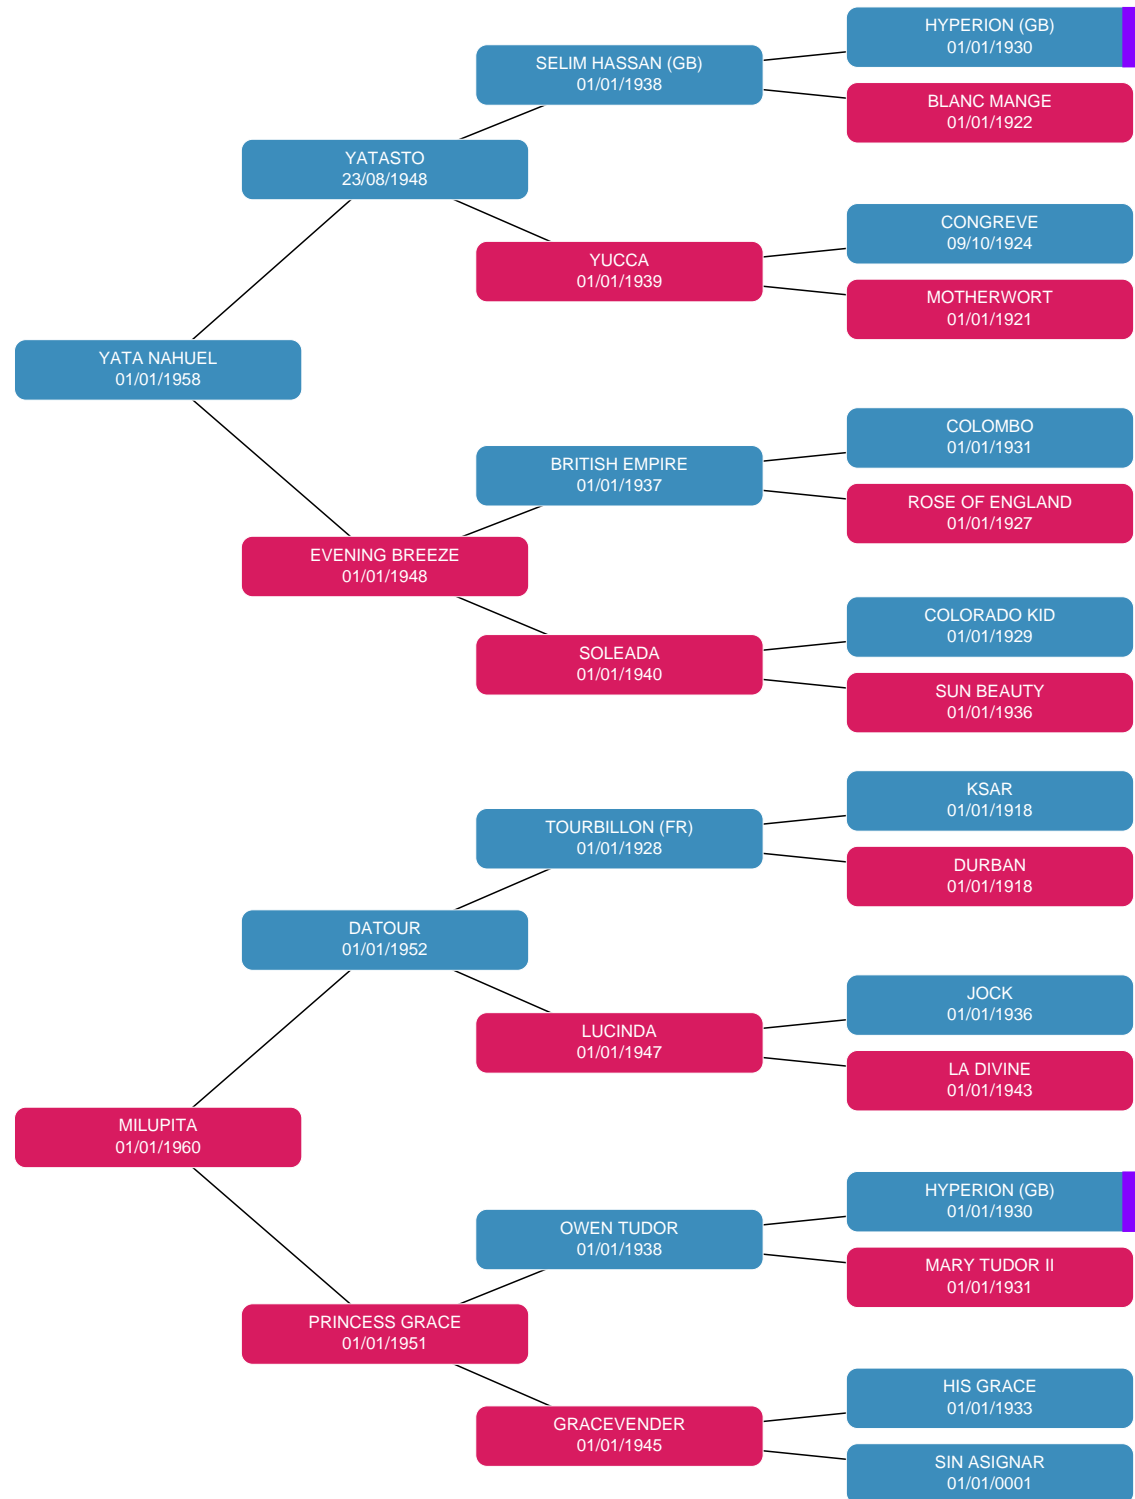 HYPERION (GB)
01/01/1930
SELIM HASSAN (GB)
01/01/1938
BLANC MANGE
01/01/1922
YATASTO
23/08/1948
CONGREVE
09/10/1924
YUCCA
01/01/1939
MOTHERWORT
01/01/1921
YATA NAHUEL
01/01/1958
COLOMBO
01/01/1931
BRITISH EMPIRE
01/01/1937
ROSE OF ENGLAND
01/01/1927
EVENING BREEZE
01/01/1948
COLORADO KID
01/01/1929
SOLEADA
01/01/1940
SUN BEAUTY
01/01/1936
KSAR
01/01/1918
TOURBILLON (FR)
01/01/1928
DURBAN
01/01/1918
DATOUR
01/01/1952
JOCK
01/01/1936
LUCINDA
01/01/1947
LA DIVINE
01/01/1943
MILUPITA
01/01/1960
HYPERION (GB)
01/01/1930
OWEN TUDOR
01/01/1938
MARY TUDOR II
01/01/1931
PRINCESS GRACE
01/01/1951
HIS GRACE
01/01/1933
GRACEVENDER
01/01/1945
SIN ASIGNAR
01/01/0001